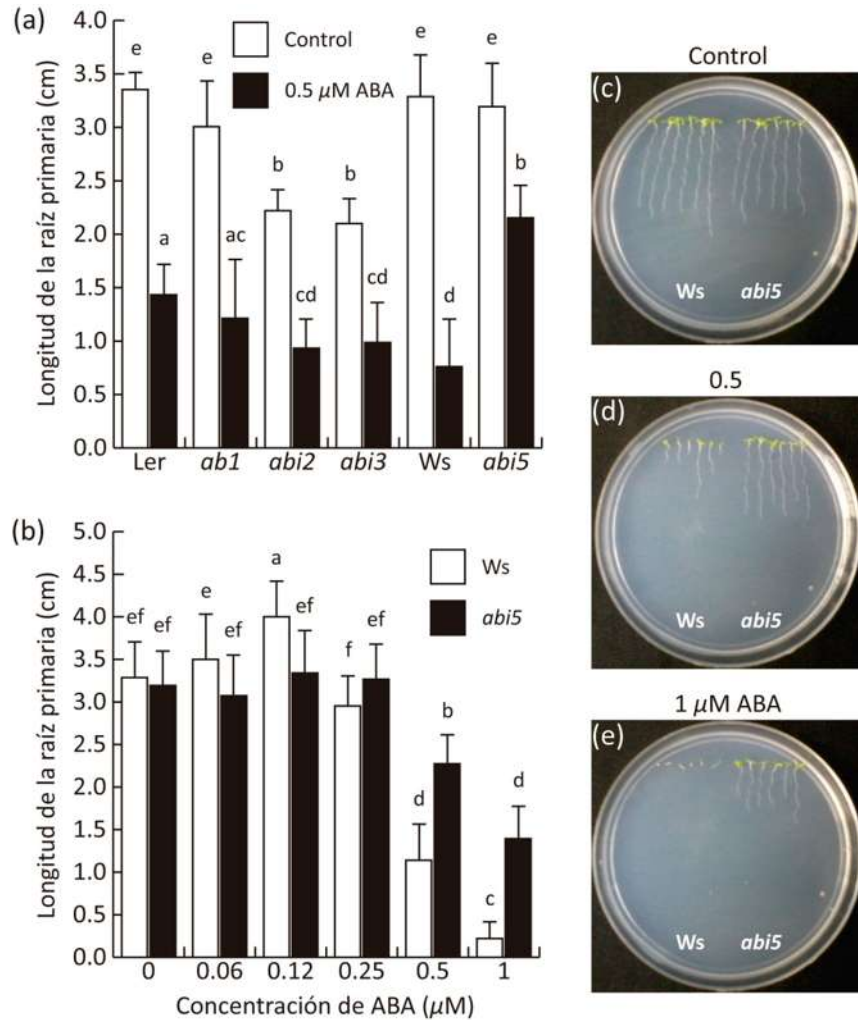 (a)
Longitud de la raíz primaria (cm)
4.0
3.5
3.0
2.5
2.0
1.5
1.0
0.5
0.0
Control
0.5 μM ABA
e
a
e
ac
b
cd
b
cd
e
d
e
b
Ler
ab1
abi2
abi3
Ws
abi5
(b)
Longitud de la raíz primaria (cm)
5.0
4.5
4.0
3.5
3.0
2.5
2.0
1.5
1.0
0.5
0.0
Ws
abi5
ef
ef
e
ef
a
ef
f
ef
d
b
c
d
0
0.06
0.12
0.25
0.5
1
Concentración de ABA (μM)
Control
(c)
Ws
abi5
0.5
(d)
Ws
abi5
1 μM ABA
(e)
Ws
abi5